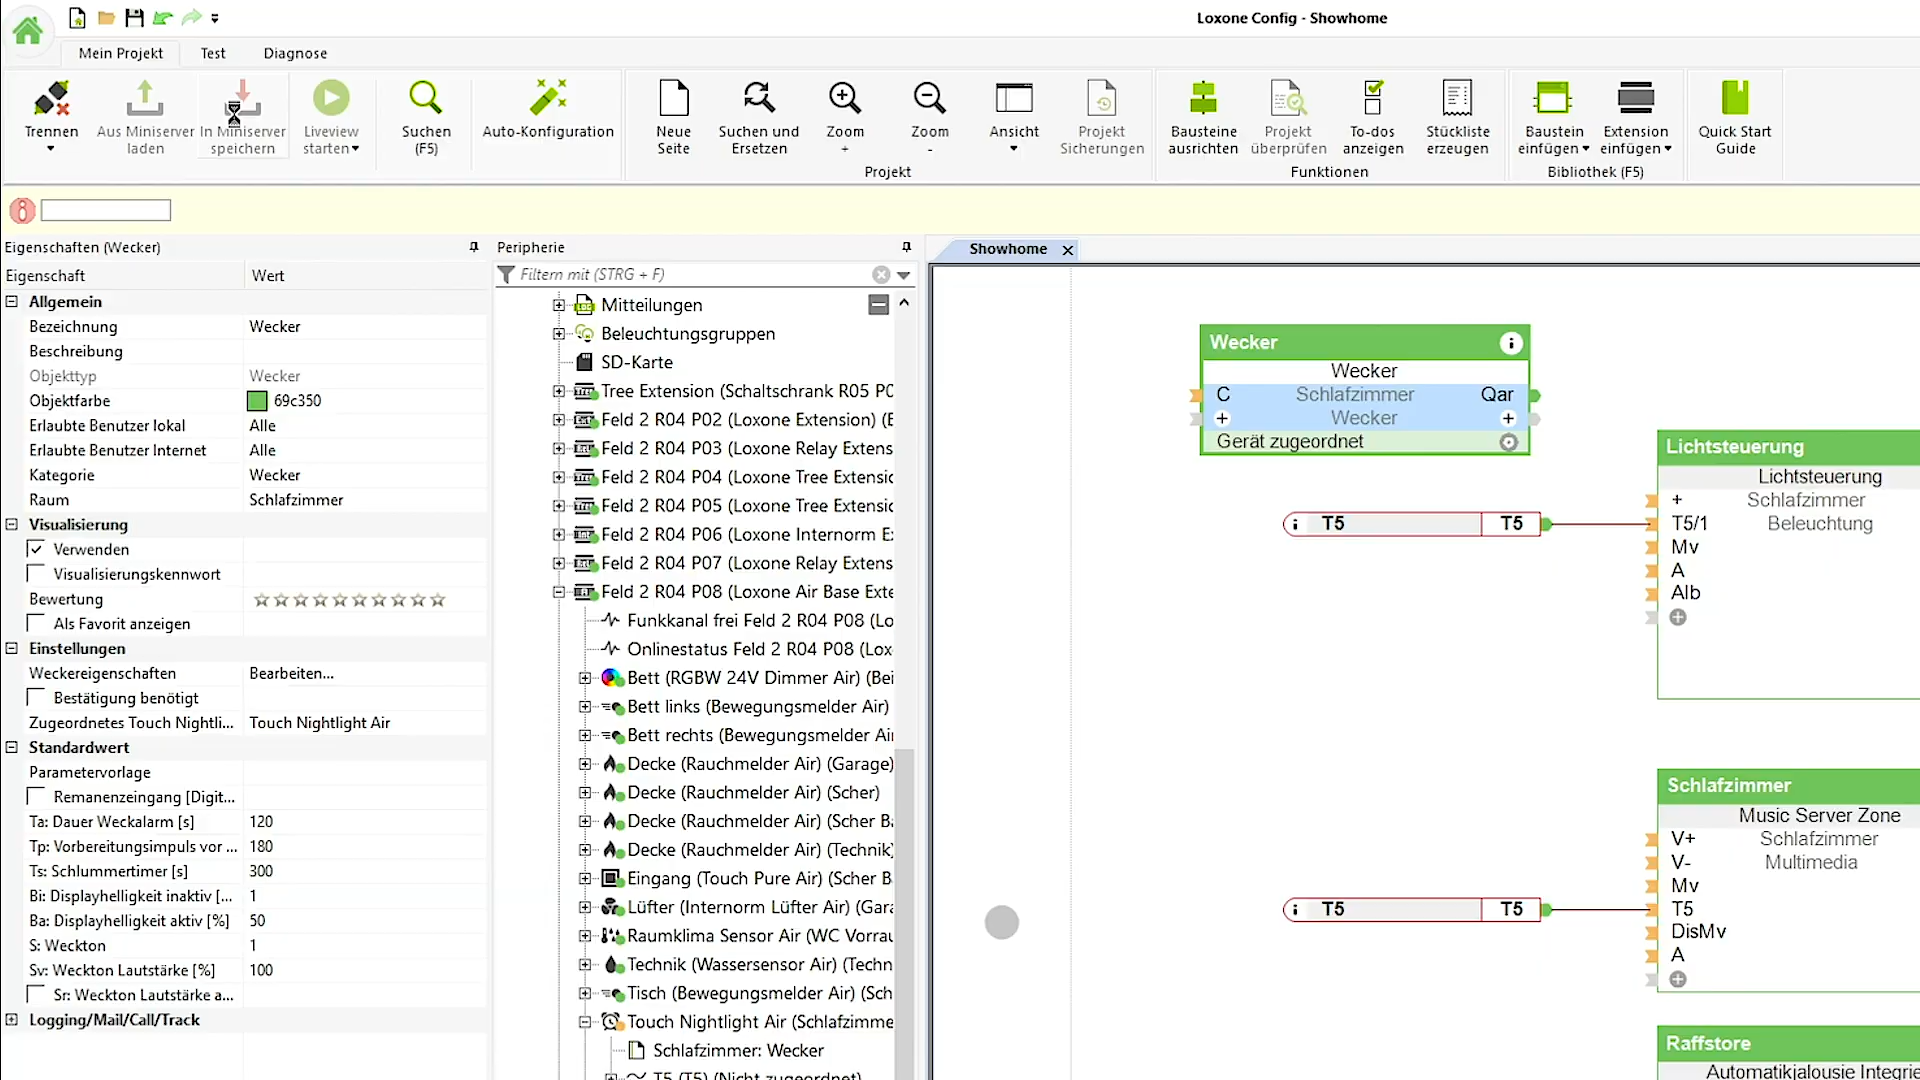 Loxone Config - Showhome
Mein Projekt
Test
Diagnose
Trennen
Aus Miniserver laden
In Miniserver speichern
Liveview starten
Suchen (F5)
Auto-Konfiguration
Neue Seite
Suchen und Ersetzen
Zoom +
Zoom -
Ansicht
Projekt Sicherungen
Projekt
Bausteine ausrichten
Projekt überprüfen
To-dos anzeigen
Stückliste erzeugen
Funktionen
Baustein einfügen
Extension einfügen
Bibliothek (F5)
Quick Start Guide
Eigenschaften (Wecker)
Eigenschaft Wert
Allgemein
Bezeichnung Wecker
Beschreibung
Objekttyp Wecker
Objektfarbe 69c350
Erlaubte Benutzer lokal Alle
Erlaubte Benutzer Internet Alle
Kategorie Wecker
Raum Schlafzimmer
Visualisierung
Verwenden
Visualisierungskennwort
Bewertung
Als Favorit anzeigen
Einstellungen
Weckereigenschaften Bearbeiten...
Bestätigung benötigt
Zugeordnetes Touch Nightli... Touch Nightlight Air
Standardwert
Parametervorlage
Remanenzeingang [Digit...
Ta: Dauer Weckalarm [s] 120
Tp: Vorbereitungsimpuls vor ... 180
Ts: Schlummertimer [s] 300
Bi: Displayhelligkeit inaktiv [... 1
Ba: Displayhelligkeit aktiv [%] 50
S: Weckton 1
Sv: Weckton Lautstärke [%] 100
Sr: Weckton Lautstärke a...
Logging/Mail/Call/Track
Peripherie
Filtern mit (STRG + F)
Mitteilungen
Beleuchtungsgruppen
SD-Karte
Tree Extension (Schaltschrank R05 P0
Feld 2 R04 P02 (Loxone Extension) (E
Feld 2 R04 P03 (Loxone Relay Extens
Feld 2 R04 P04 (Loxone Tree Extensic
Feld 2 R04 P05 (Loxone Tree Extensic
Feld 2 R04 P06 (Loxone Internorm E
Feld 2 R04 P07 (Loxone Relay Extens
Feld 2 R04 P08 (Loxone Air Base Exte
Funkkanal frei Feld 2 R04 P08 (Lo
Onlinestatus Feld 2 R04 P08 (Lox
Bett (RGBW 24V Dimmer Air) (Bei
Bett links (Bewegungsmelder Air)
Bett rechts (Bewegungsmelder Air
Decke (Rauchmelder Air) (Garage)
Decke (Rauchmelder Air) (Scher)
Decke (Rauchmelder Air) (Scher Ba
Decke (Rauchmelder Air) (Technik)
Eingang (Touch Pure Air) (Scher B
Lüfter (Internorm Lüfter Air) (Gara
Raumklima Sensor Air (WC Vorrau
Technik (Wassersensor Air) (Techn
Tisch (Bewegungsmelder Air) (Sch
Touch Nightlight Air (Schlafzimme
Schlafzimmer: Wecker
T5 (T5) (Nicht zugeordnet)
Showhome
Wecker
Wecker
C Schlafzimmer Qar
+ Wecker +
Gerät zugeordnet
T5 T5
Lichtsteuerung
Lichtsteuerung
+ Schlafzimmer
T5/1 Beleuchtung
Mv
A
Alb
T5 T5
Schlafzimmer
Music Server Zone
V+ Schlafzimmer
V- Multimedia
Mv
T5
DisMv
A
Raffstore
Automatikjalousie Integrie